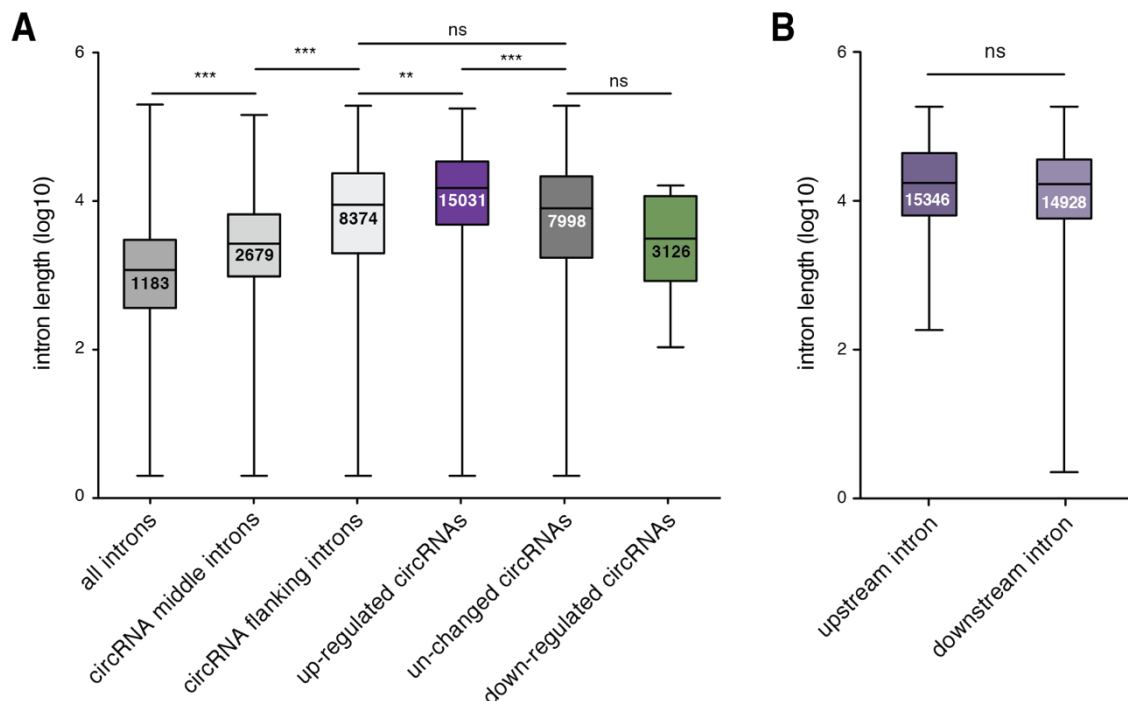 A
B
ns
***
***
**
***
ns
ns
intron length (log10)
6
4
2
0
1183
2679
8374
15031
7998
3126
all introns
circRNA middle introns
circRNA flanking introns
up-regulated circRNAs
un-changed circRNAs
down-regulated circRNAs
intron length (log10)
6
4
2
0
15346
14928
upstream intron
downstream intron